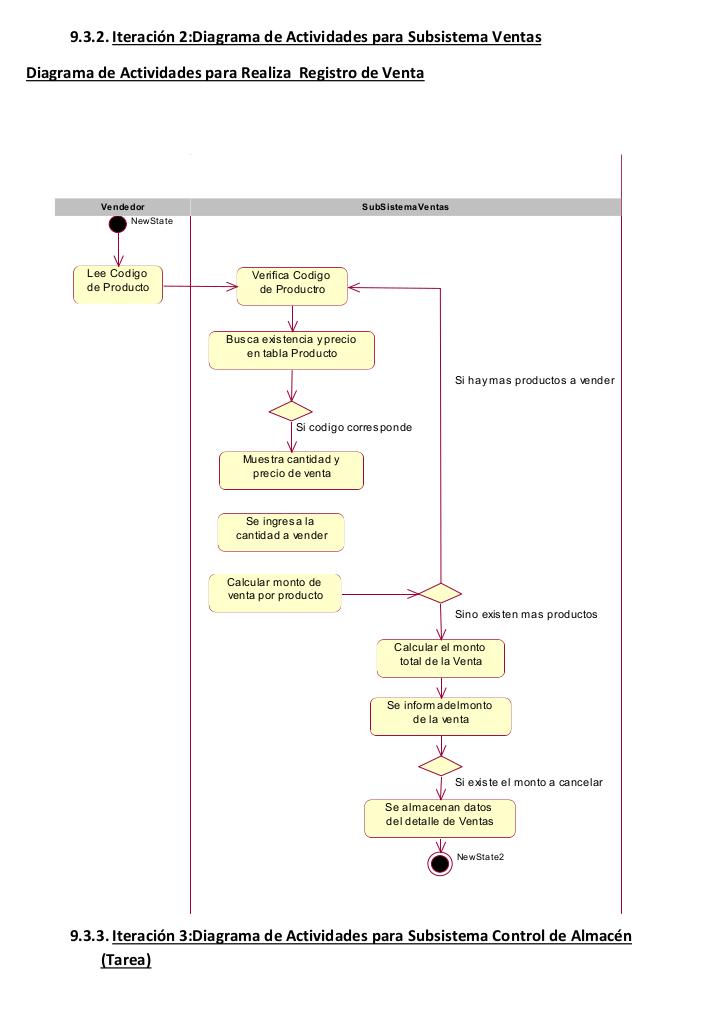 9.3.2. Iteración 2:Diagrama de Actividades para Subsistema Ventas
Diagrama de Actividades para Realiza Registro de Venta
Vendedor
SubSistemaVentas
NewState
Lee Codigo
de Producto
Verifica Codigo
de Productro
Busca existencia y precio
en tabla Producto
Si hay mas productos a vender
Si codigo corresponde
Muestra cantidad y
precio de venta
Se ingresa la
cantidad a vender
Calcular monto de
venta por producto
Sino existen mas productos
Calcular el monto
total de la Venta
Se informa del monto
de la venta
Si existe el monto a cancelar
Se almacenan datos
del detalle de Ventas
NewState2
9.3.3. Iteración 3:Diagrama de Actividades para Subsistema Control de Almacén
(Tarea)